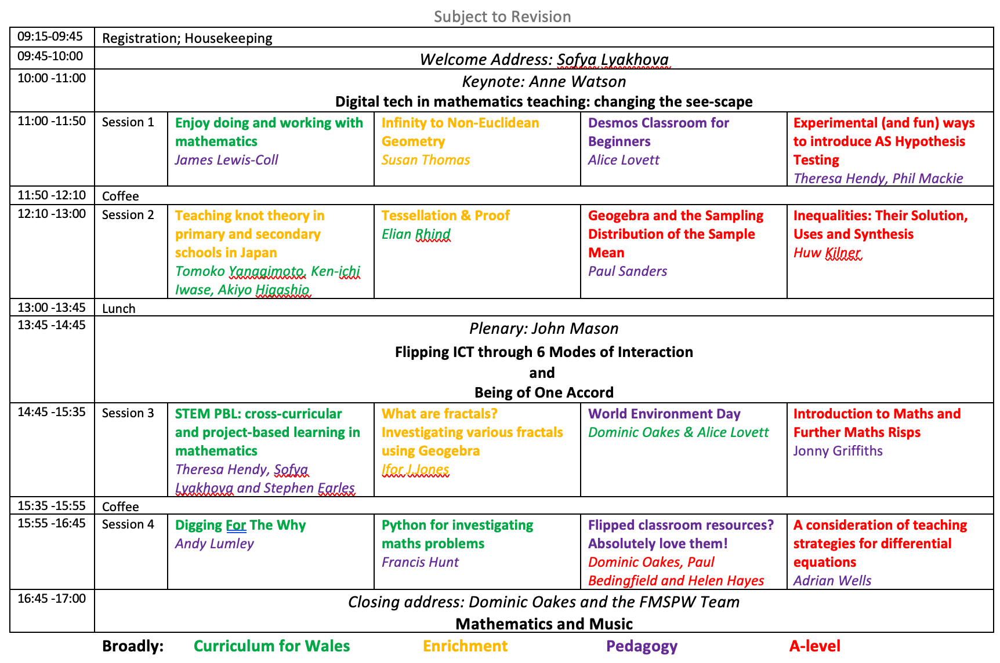 Subject to Revision
09:15-09:45 Registration; Housekeeping
09:45-10:00 Welcome Address: Sofya Lyakhova
10:00 -11:00 Keynote: Anne Watson
Digital tech in mathematics teaching: changing the see-scape
11:00 -11:50 Session 1
Enjoy doing and working with
mathematics
James Lewis-Coll
Infinity to Non-Euclidean
Geometry
Susan Thomas
Desmos Classroom for
Beginners
Alice Lovett
Experimental (and fun) ways
to introduce AS Hypothesis
Testing
Theresa Hendy, Phil Mackie
11:50 -12:10 Coffee
12:10 -13:00 Session 2
Teaching knot theory in
primary and secondary
schools in Japan
Tomoko Yanagimoto, Ken-ichi
Iwase, Akiyo Higashio
Tessellation & Proof
Elian Rhind
Geogebra and the Sampling
Distribution of the Sample
Mean
Paul Sanders
Inequalities: Their Solution,
Uses and Synthesis
Huw Kilner
13:00 -13:45 Lunch
13:45 -14:45 Plenary: John Mason
Flipping ICT through 6 Modes of Interaction
and
Being of One Accord
14:45 -15:35 Session 3
STEM PBL: cross-curricular
and project-based learning in
mathematics
Theresa Hendy, Sofya
Lyakhova and Stephen Earles
What are fractals?
Investigating various fractals
using Geogebra
Ifor J.Jones
World Environment Day
Dominic Oakes & Alice Lovett
Introduction to Maths and
Further Maths Risps
Jonny Griffiths
15:35 -15:55 Coffee
15:55 -16:45 Session 4
Digging For The Why
Andy Lumley
Python for investigating
maths problems
Francis Hunt
Flipped classroom resources?
Absolutely love them!
Dominic Oakes, Paul
Bedingfield and Helen Hayes
A consideration of teaching
strategies for differential
equations
Adrian Wells
16:45 -17:00 Closing address: Dominic Oakes and the FMSPW Team
Mathematics and Music
Broadly: Curriculum for Wales Enrichment Pedagogy A-level